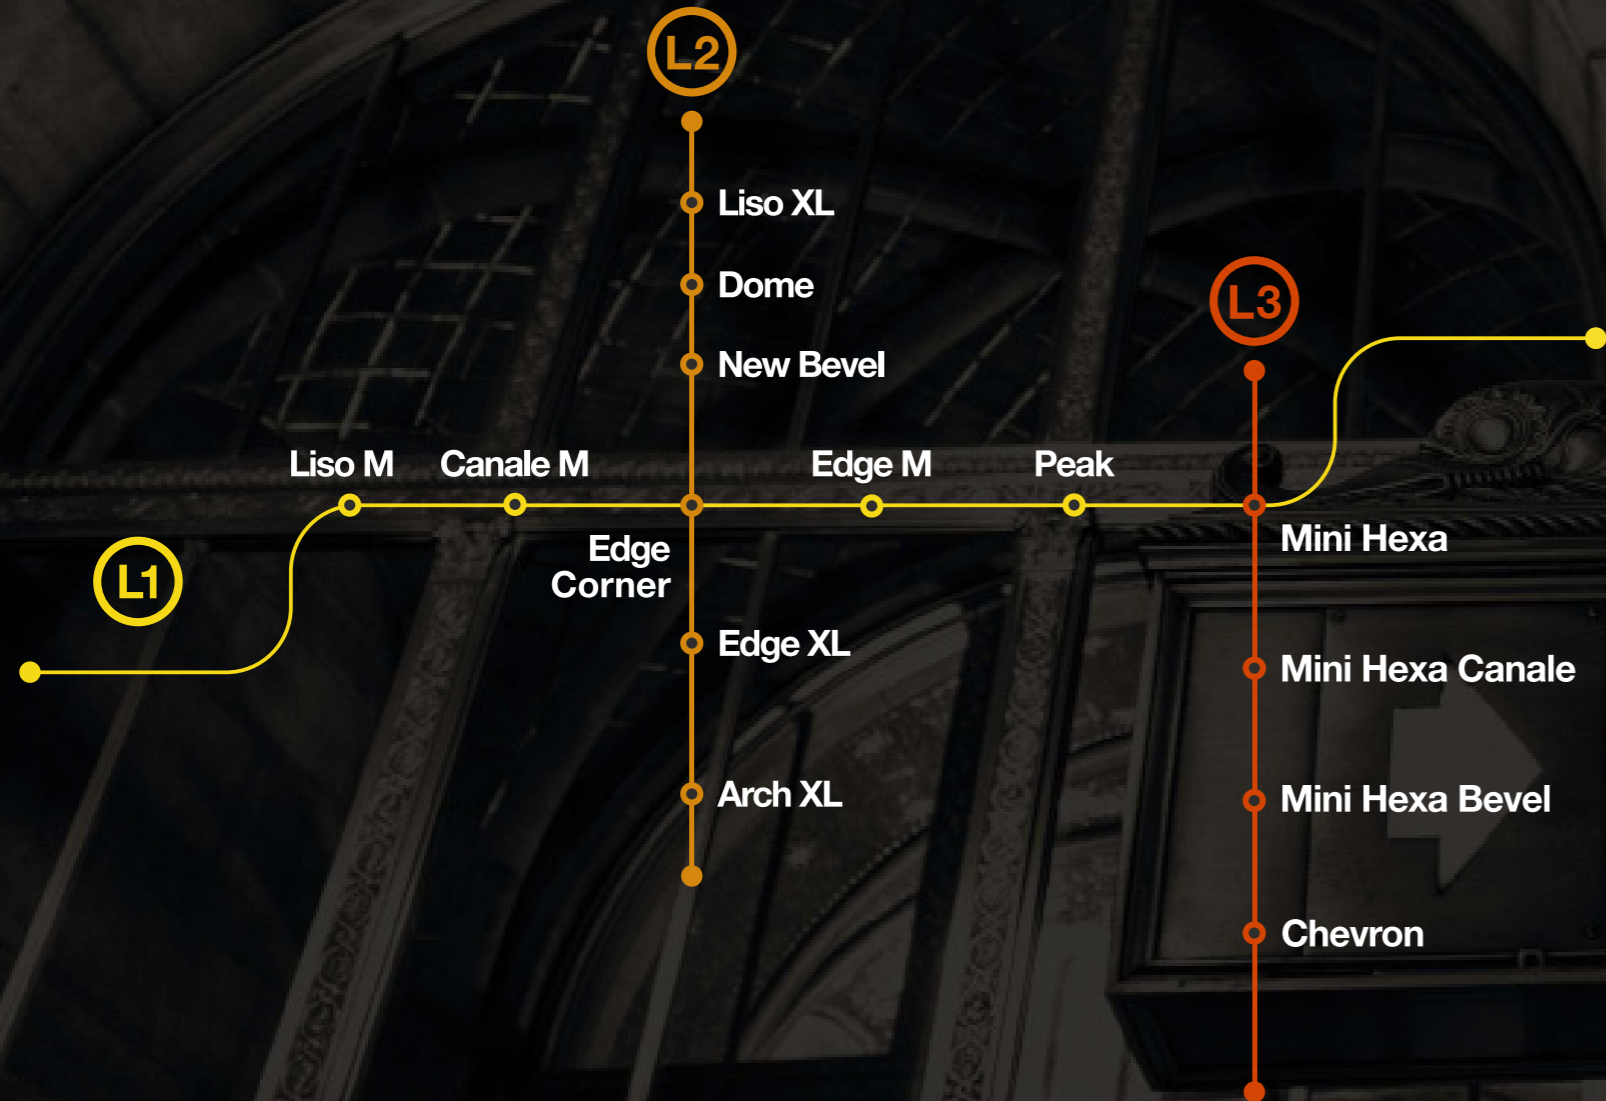 L2
Liso XL
Dome
New Bevel
L3
Liso M
Canale M
Edge M
Peak
Edge
Corner
Mini Hexa
L1
Edge XL
Mini Hexa Canale
Arch XL
Mini Hexa Bevel
Chevron